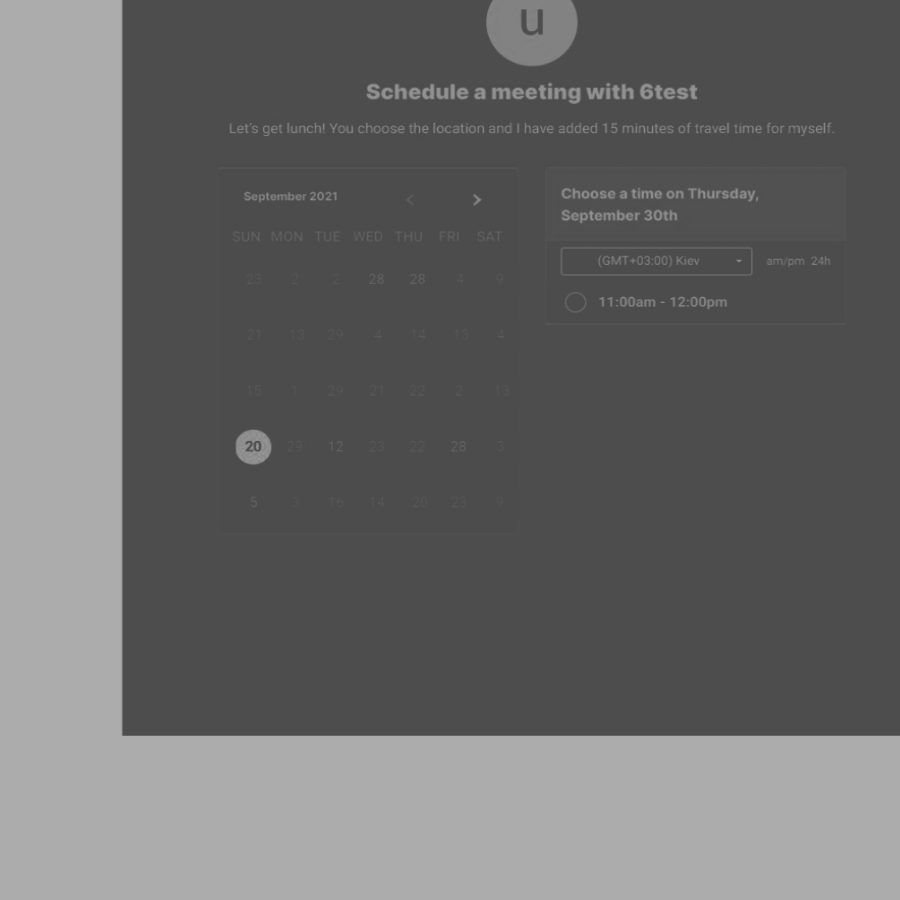 u
Schedule a meeting with 6test
Let's get lunch! You choose the location and I have added 15 minutes of travel time for myself.
September 2021 < >
SUN MON TUE WED THU FRI SAT
23 2 2 28 28 4 9
21 13 29 4 14 13 4
15 1 29 21 22 2 13
20 29 12 23 22 28 3
5 3 16 14 20 23 9
Choose a time on Thursday,
September 30th
(GMT+03:00) Kiev am/pm 24h
11:00am - 12:00pm